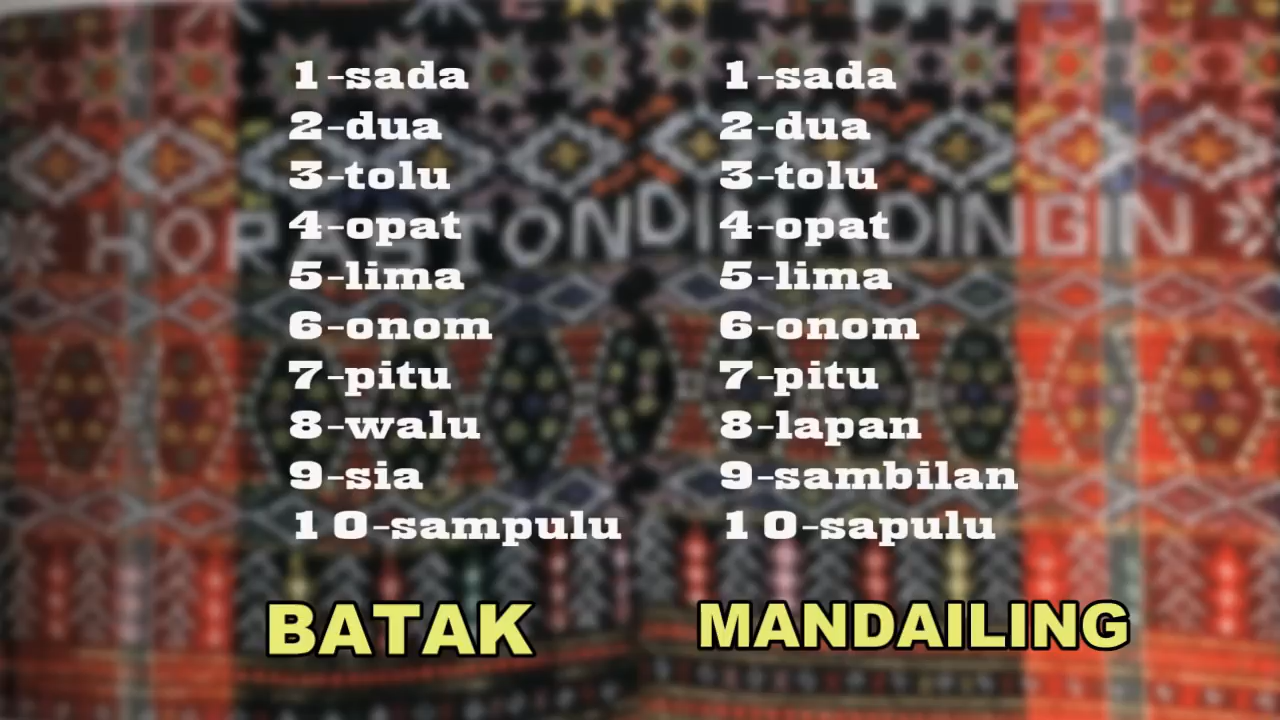 1-sada
2-dua
3-tolu
4-opat
5-lima
6-onom
7-pitu
8-walu
9-sia
10-sampulu
BATAK
1-sada
2-dua
3-tolu
4-opat
5-lima
6-onom
7-pitu
8-lapan
9-sambilan
10-sapulu
MANDAILING